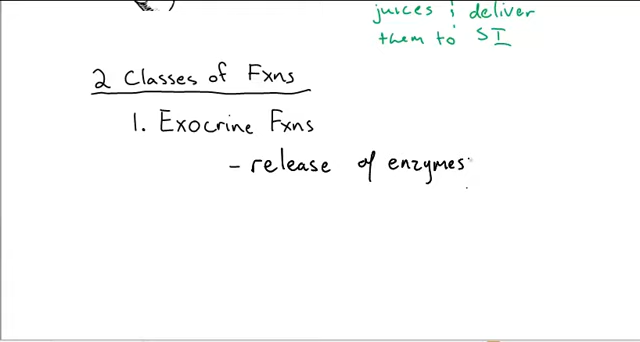 juices & deliver
them to SI
2 Classes of Fxns
1. Exocrine Fxns
- release of enzymes